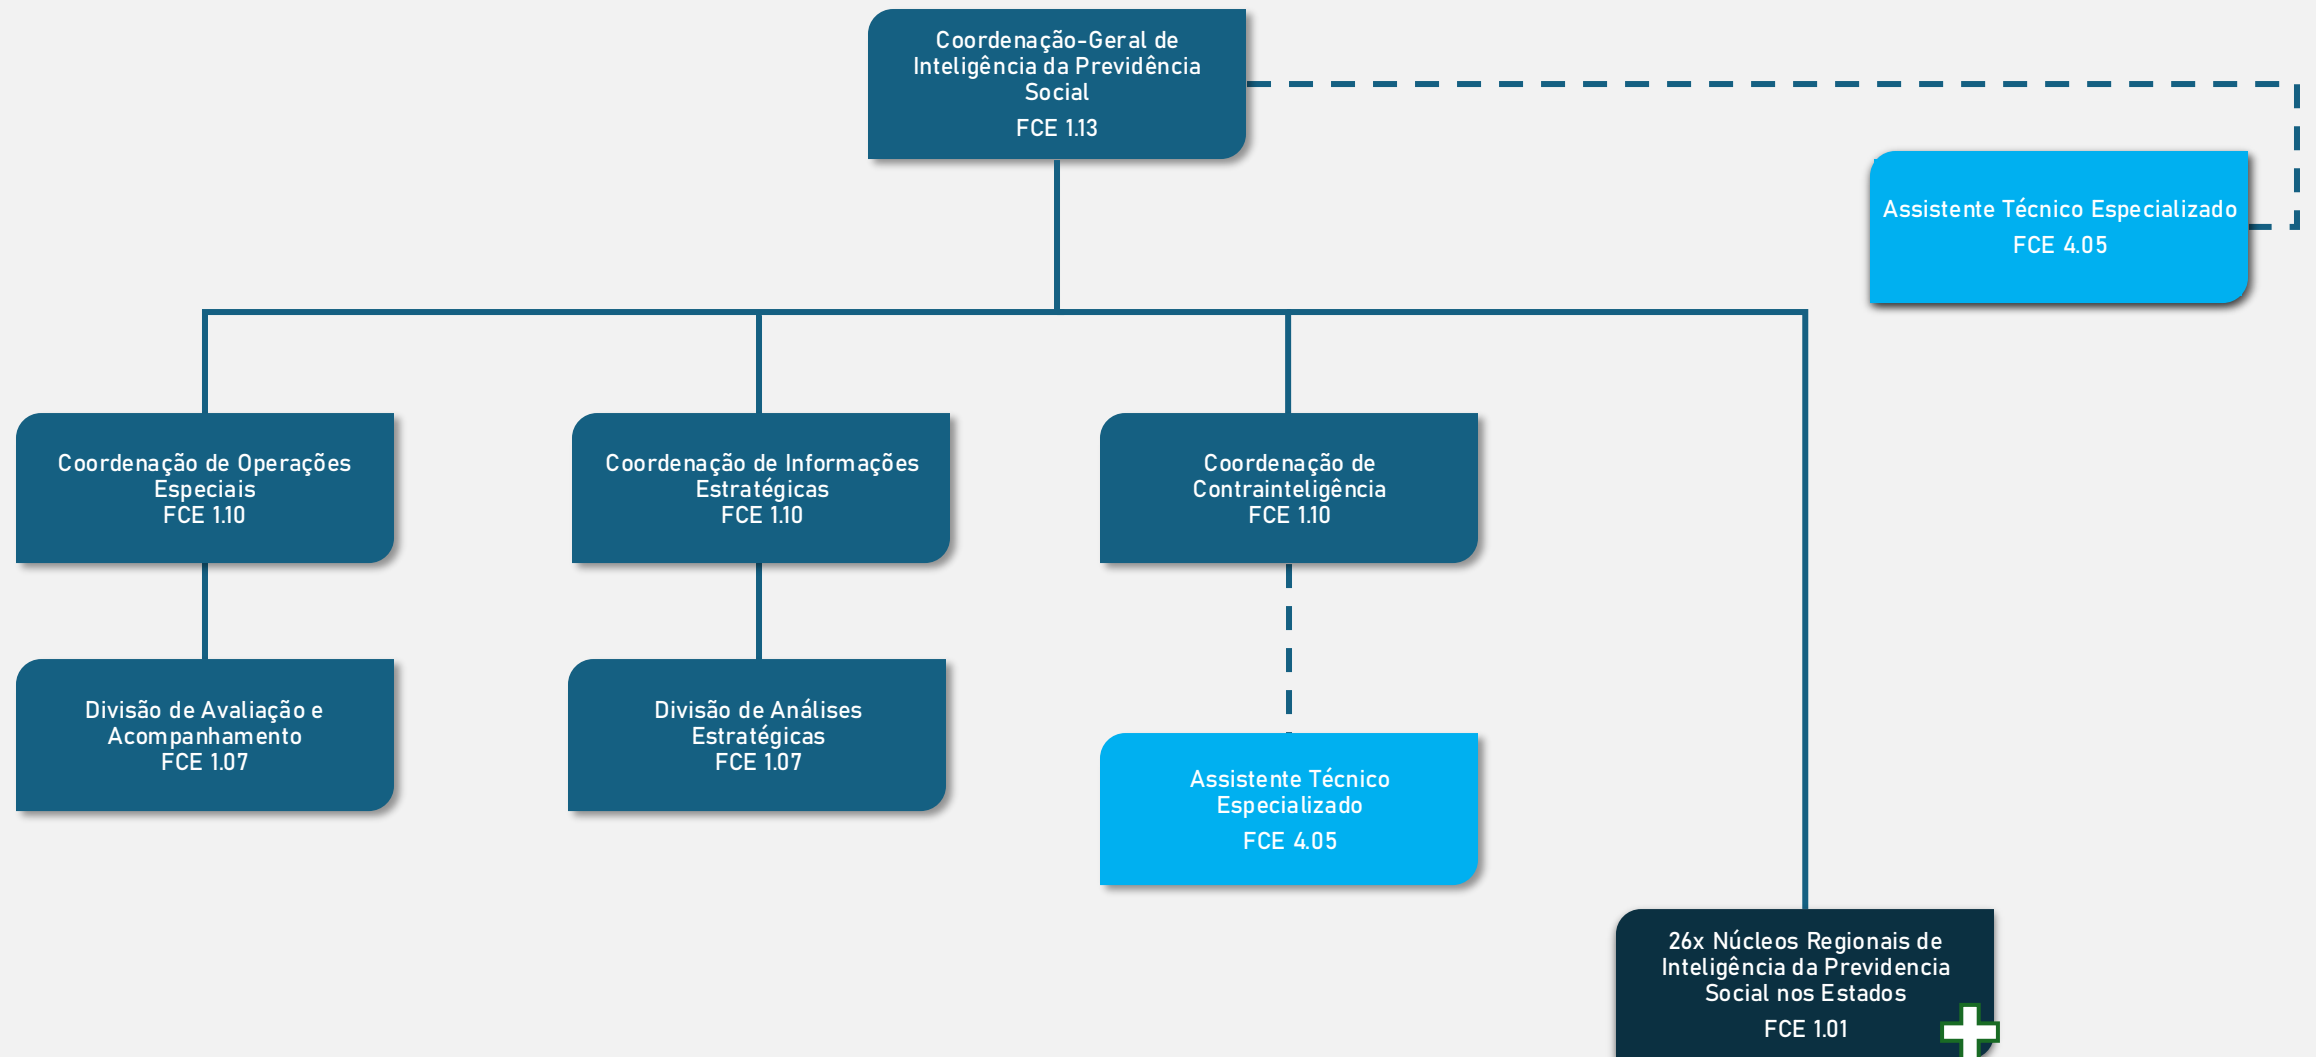 Coordenação-Geral de
Inteligência da Previdência
Social
FCE 1.13
Assistente Técnico Especializado
FCE 4.05
Coordenação de Operações
Especiais
FCE 1.10
Coordenação de Informações
Estratégicas
FCE 1.10
Coordenação de
Contrainteligência
FCE 1.10
Divisão de Avaliação e
Acompanhamento
FCE 1.07
Divisão de Análises
Estratégicas
FCE 1.07
Assistente Técnico
Especializado
FCE 4.05
26x Núcleos Regionais de
Inteligência da Previdencia
Social nos Estados
FCE 1.01